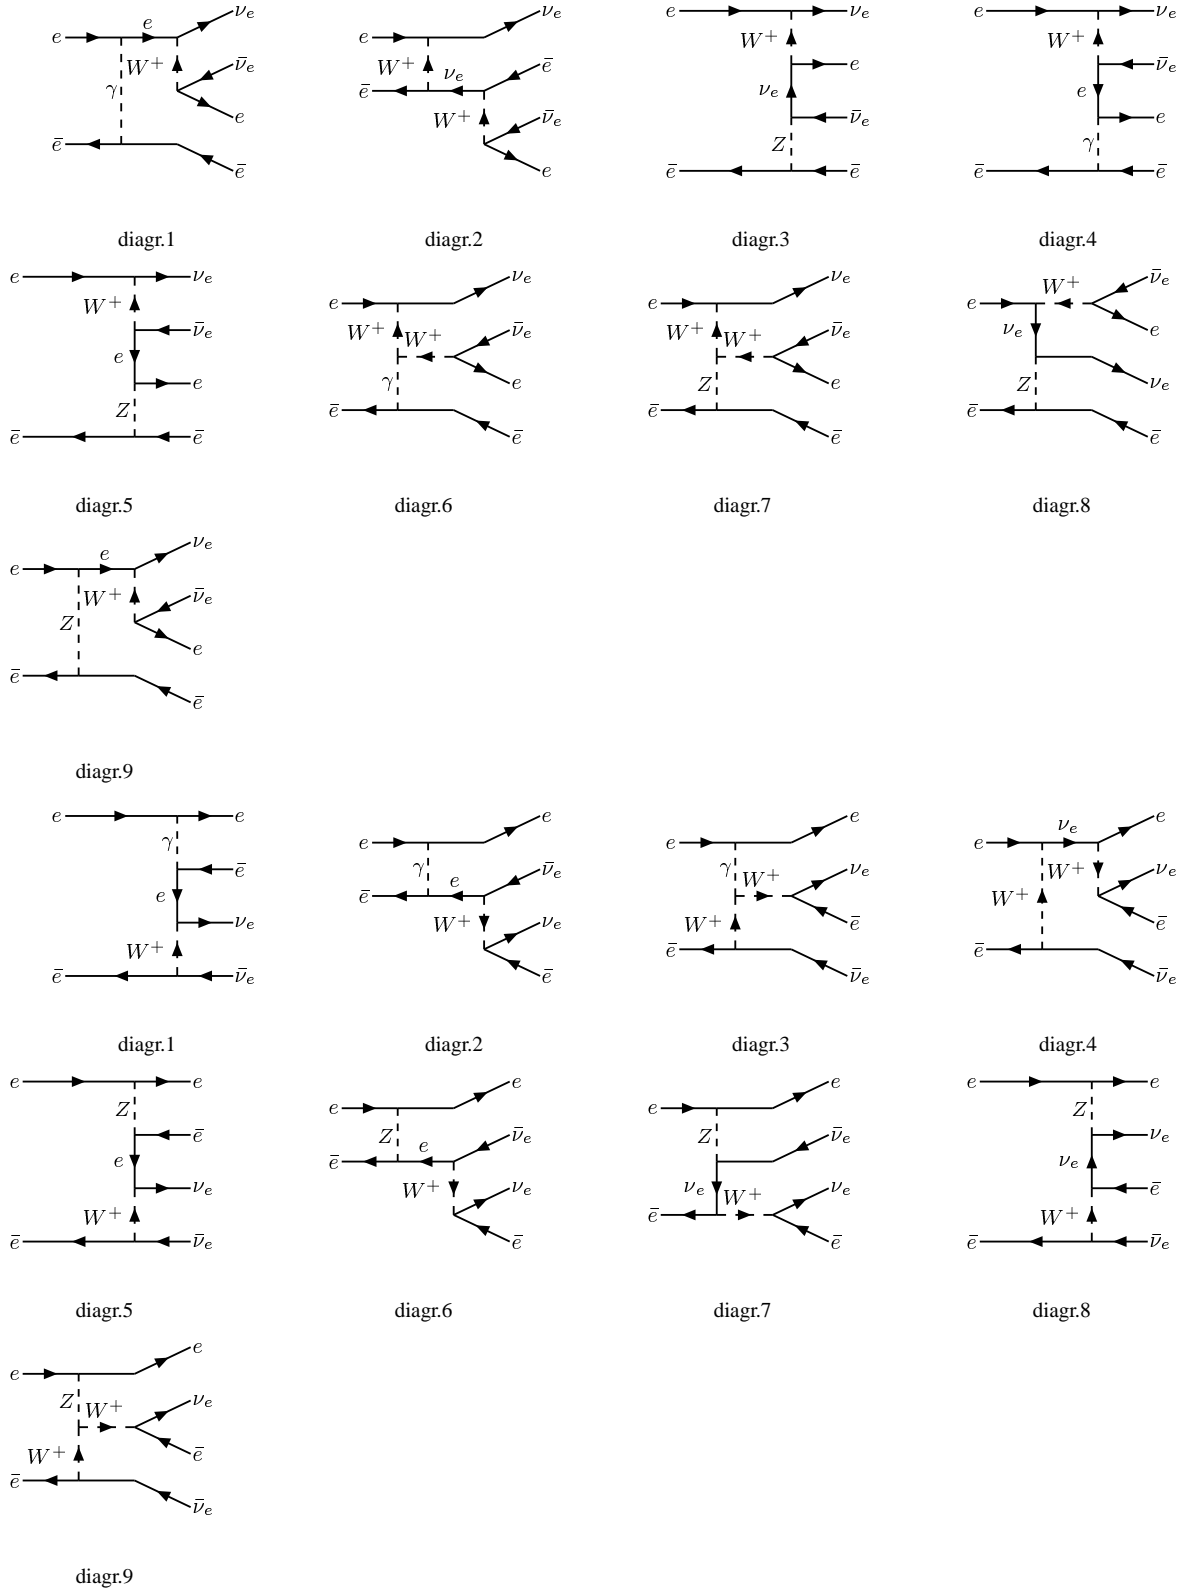 e e ν_e e W⁺ ν_e ν_e
e W⁺ ν̄_e W⁺ ν_e ē W⁺ e W⁺ ν̄_e
γ e ē W⁺ ν̄_e ν_e ν̄_e e e
ē ē e Z γ
ē ē ē ē
diagr.1 diagr.2 diagr.3 diagr.4
e ν_e e ν_e e ν_e e W⁺ ν̄_e
W⁺ ν̄_e W⁺ W⁺ ν̄_e W⁺ W⁺ ν̄_e ν_e e
e e γ e Z e Z ν_e
Z ē ē ē ē ē ē
ē ē
diagr.5 diagr.6 diagr.7 diagr.8
e e ν_e
W⁺ ν̄_e
Z e
ē ē
diagr.9
e e e e e e e ν_e e
γ ē γ e ν̄_e γ W⁺ ν_e W⁺ W⁺ ν_e
e ν_e ē W⁺ ν_e W⁺ ē ē
W⁺ ē ē ē
ē ν̄_e ν̄_e ν̄_e
diagr.1 diagr.2 diagr.3 diagr.4
e e e e e e e e
Z ē Z e ν̄_e Z ν̄_e Z ν_e
e ν_e ē W⁺ ν_e ν_e W⁺ ν_e ν_e ē
W⁺ ē ē ē W⁺
ē ν̄_e ē ν̄_e
diagr.5 diagr.6 diagr.7 diagr.8
e e
Z W⁺ ν_e
W⁺ ē
ē ν̄_e
diagr.9